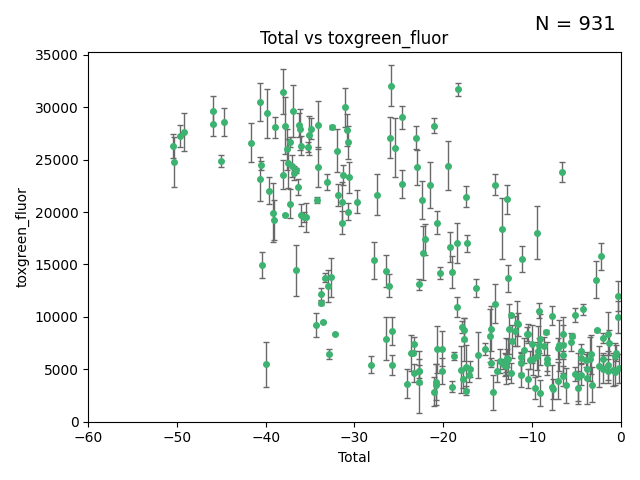 N = 931
Total vs toxgreen_fluor
35000
30000
25000
20000
15000
10000
5000
0
toxgreen_fluor
−60 −50 −40 −30 −20 −10 0
Total